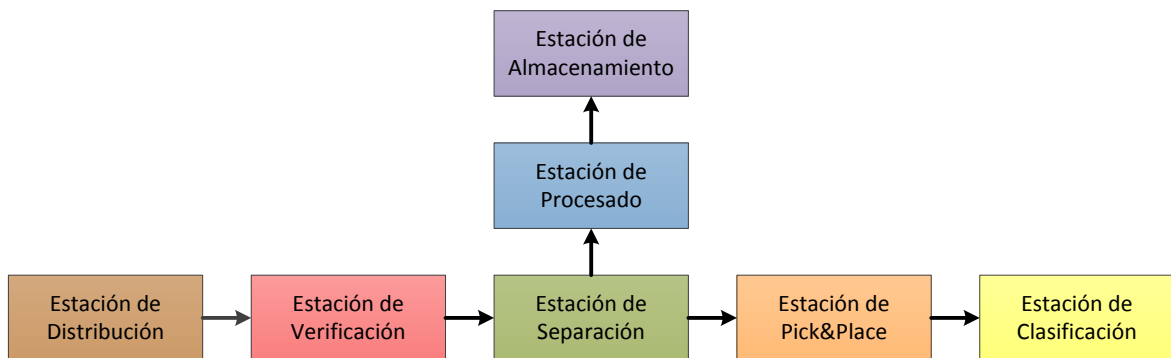 Estación de
Almacenamiento
Estación de
Procesado
Estación de
Distribución
Estación de
Verificación
Estación de
Separación
Estación de
Pick&Place
Estación de
Clasificación